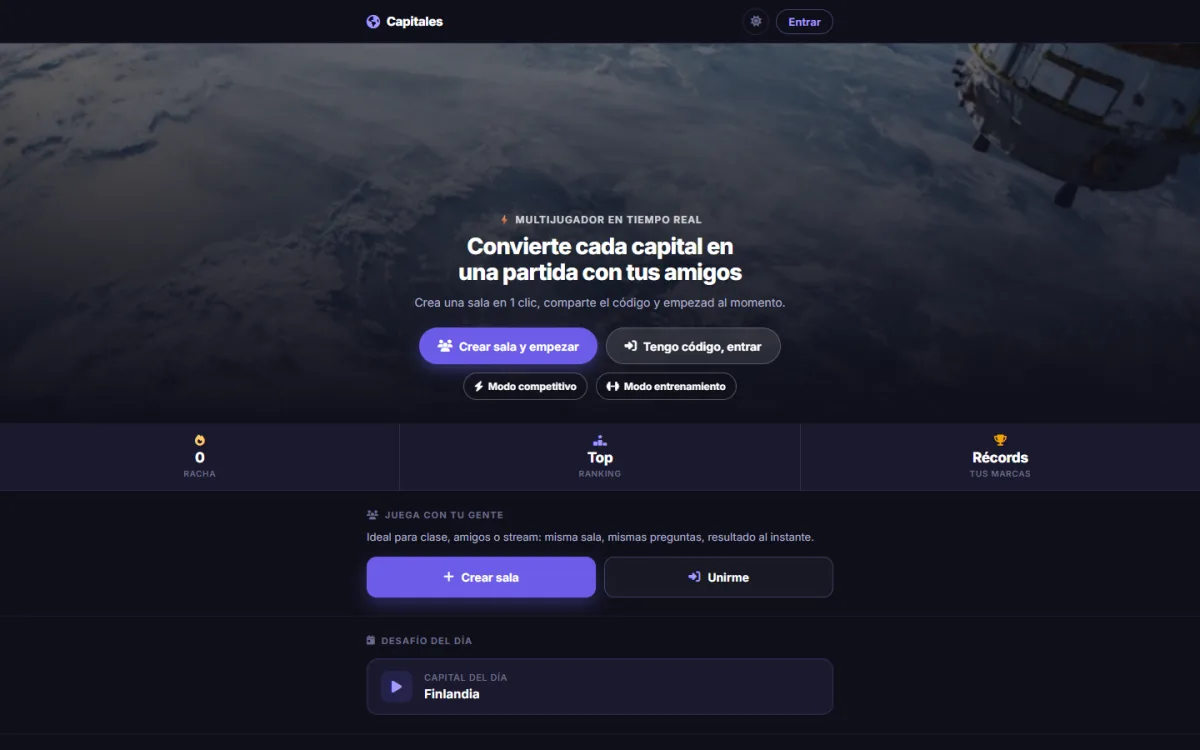 Capitales
Entrar
MULTIJUGADOR EN TIEMPO REAL
Convierte cada capital en
una partida con tus amigos
Crea una sala en 1 clic, comparte el código y empezad al momento.
Crear sala y empezar
Tengo código, entrar
Modo competitivo
Modo entrenamiento
0
RACHA
Top
RANKING
Récords
TUS MARCAS
JUEGA CON TU GENTE
Ideal para clase, amigos o stream: misma sala, mismas preguntas, resultado al instante.
Crear sala
Unirme
DESAFÍO DEL DÍA
CAPITAL DEL DÍA
Finlandia